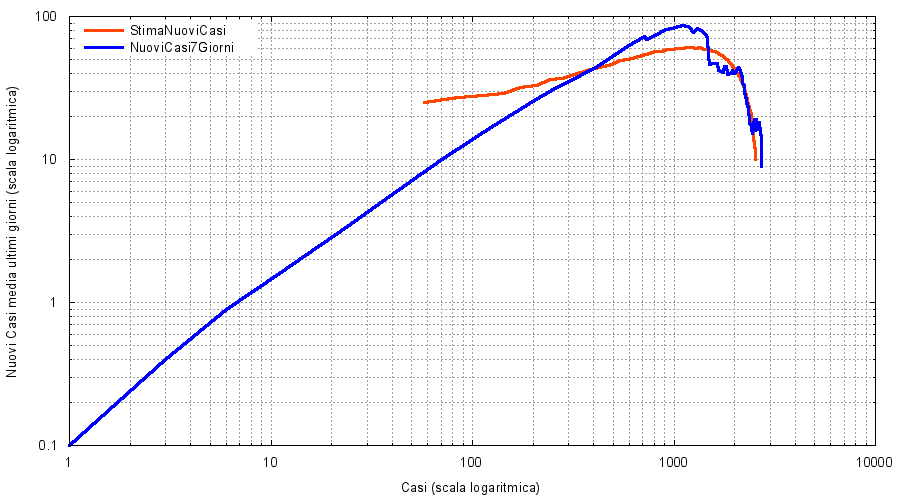 100
StimaNuoviCasi
NuoviCasi7Giorni
10
1
0.1
Nuovi Casi media ultimi giorni (scala logaritmica)
1 10 100 1000 10000
Casi (scala logaritmica)